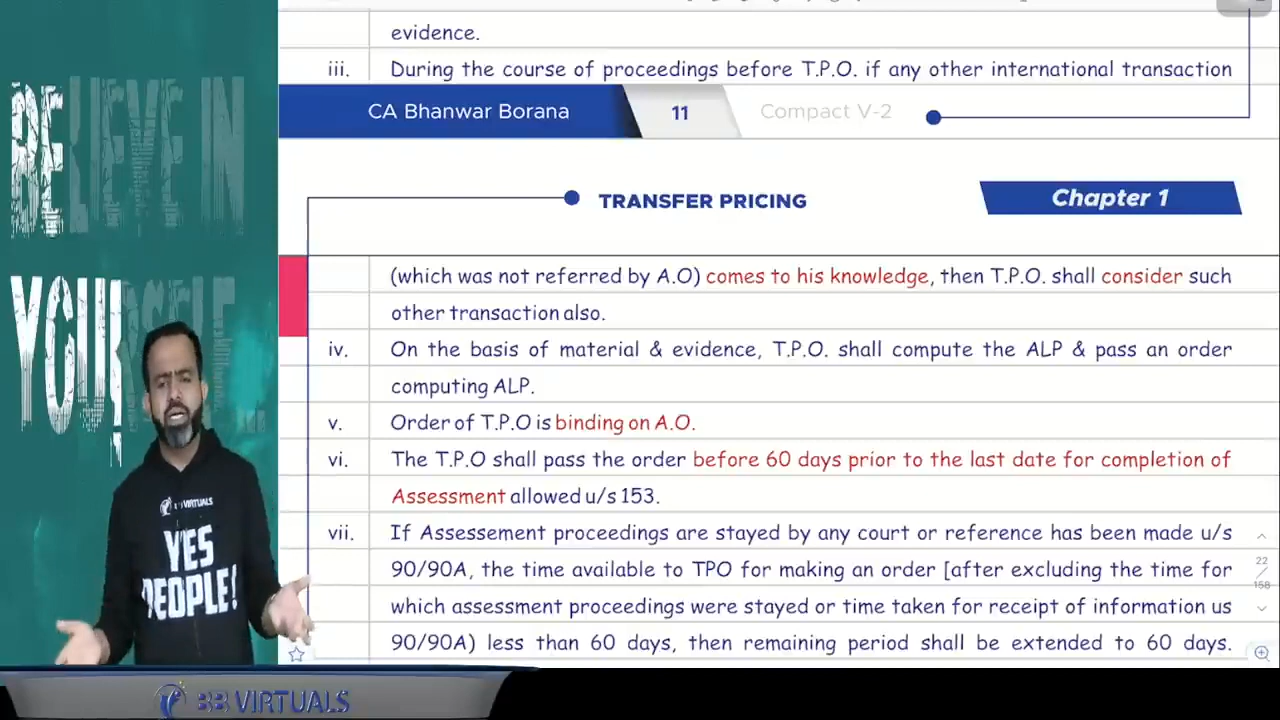 BELIEVE IN
YOURSELF
evidence.
iii. During the course of proceedings before T.P.O. if any other international transaction
CA Bhanwar Borana 11 Compact V-2
TRANSFER PRICING Chapter 1
(which was not referred by A.O) comes to his knowledge, then T.P.O. shall consider such
other transaction also.
iv. On the basis of material & evidence, T.P.O. shall compute the ALP & pass an order
computing ALP.
v. Order of T.P.O is binding on A.O.
vi. The T.P.O shall pass the order before 60 days prior to the last date for completion of
Assessment allowed u/s 153.
vii. If Assessement proceedings are stayed by any court or reference has been made u/s
90/90A, the time available to TPO for making an order [after excluding the time for
which assessment proceedings were stayed or time taken for receipt of information us
90/90A) less than 60 days, then remaining period shall be extended to 60 days.
22
158
BB VIRTUALS
YES
PEOPLE!
BB VIRTUALS